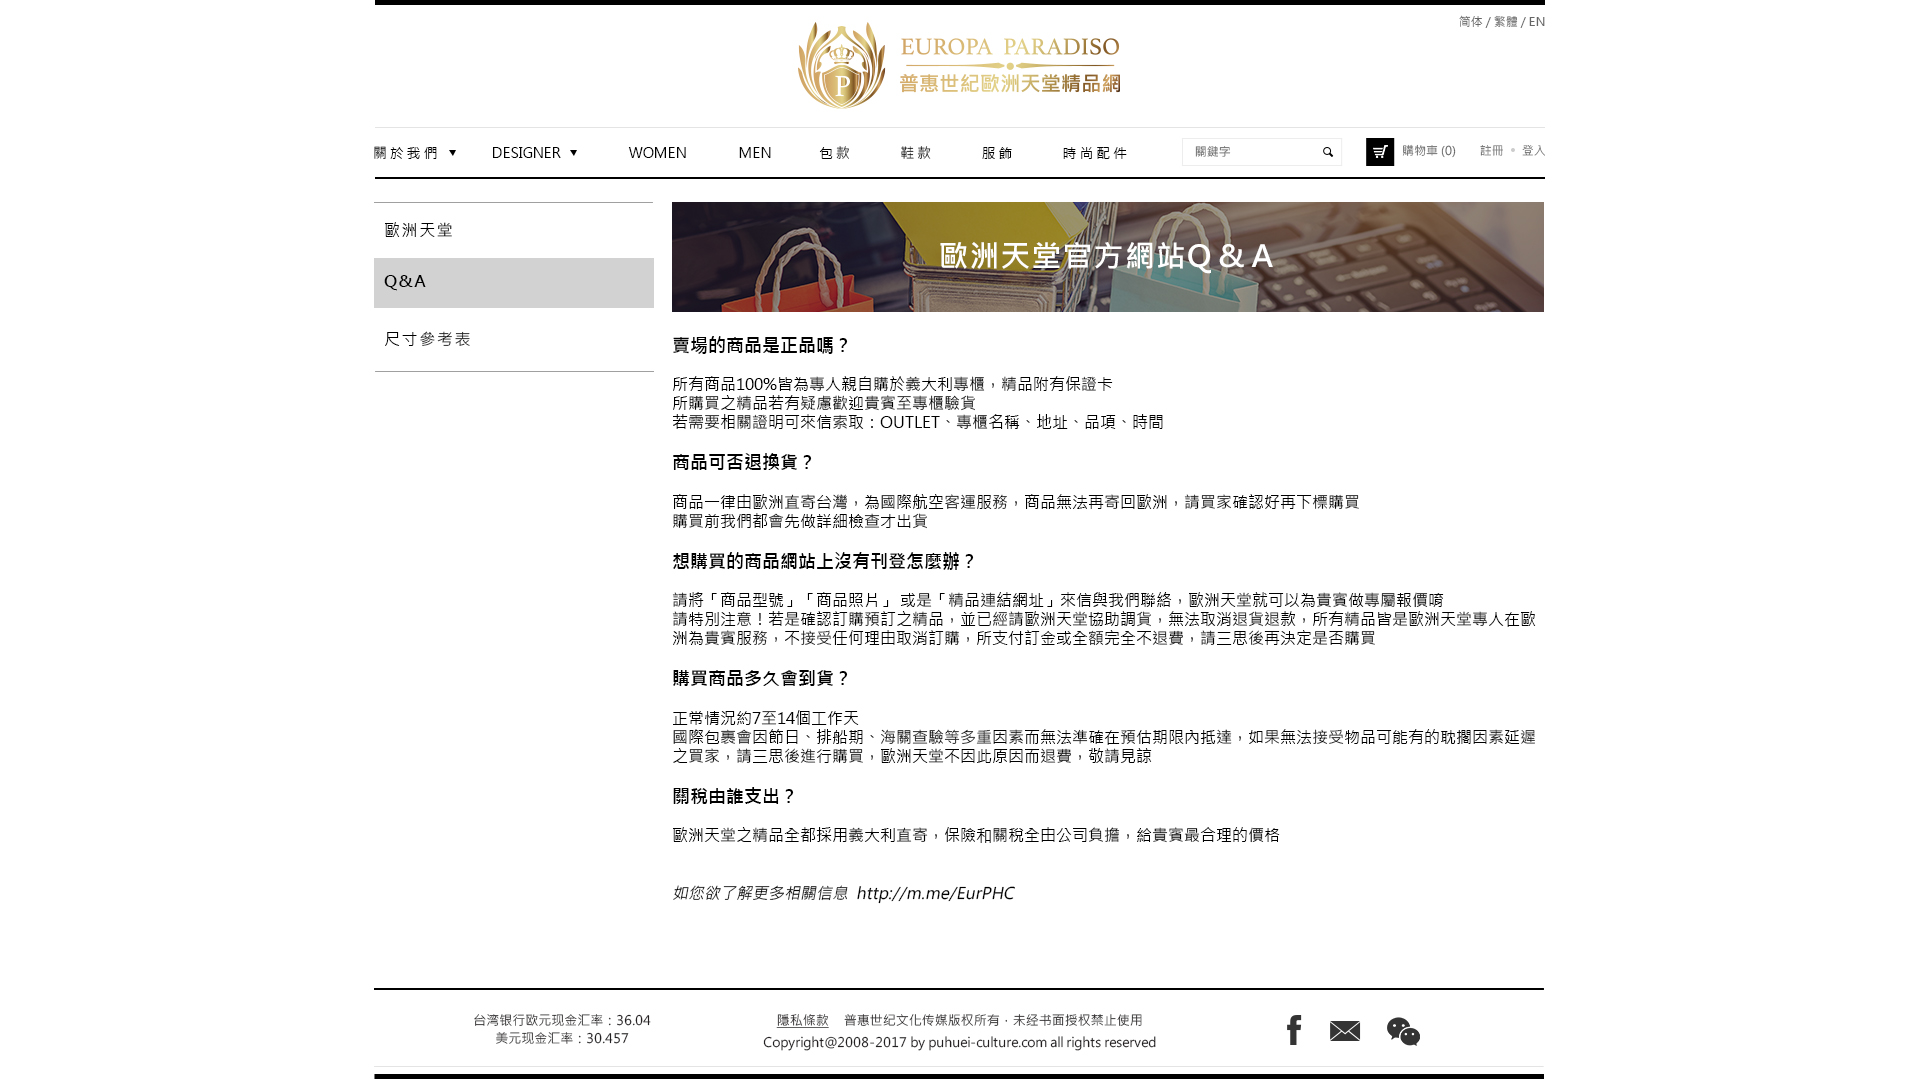 简体 / 繁體 / EN
EUROPA PARADISO
普惠世紀歐洲天堂精品網
P
關於我們 ▼ DESIGNER ▼ WOMEN MEN 包款 鞋款 服飾 時尚配件 關鍵字 購物車 (0) 註冊 • 登入
歐洲天堂
Q&A
尺寸參考表
歐洲天堂官方網站Q & A
賣場的商品是正品嗎？
所有商品100%皆為專人親自購於義大利專櫃，精品附有保證卡
所購買之精品若有疑慮歡迎貴賓至專櫃驗貨
若需要相關證明可來信索取：OUTLET、專櫃名稱、地址、品項、時間
商品可否退換貨？
商品一律由歐洲直寄台灣，為國際航空客運服務，商品無法再寄回歐洲，請買家確認好再下標購買
購買前我們都會先做詳細檢查才出貨
想購買的商品網站上沒有刊登怎麼辦？
請將「商品型號」「商品照片」 或是「精品連結網址」來信與我們聯絡，歐洲天堂就可以為貴賓做專屬報價唷
請特別注意！若是確認訂購預訂之精品，並已經請歐洲天堂協助調貨，無法取消退貨退款，所有精品皆是歐洲天堂專人在歐
洲為貴賓服務，不接受任何理由取消訂購，所支付訂金或全額完全不退費，請三思後再決定是否購買
購買商品多久會到貨？
正常情況約7至14個工作天
國際包裹會因節日、排船期、海關查驗等多重因素而無法準確在預估期限內抵達，如果無法接受物品可能有的耽擱因素延遲
之買家，請三思後進行購買，歐洲天堂不因此原因而退費，敬請見諒
關稅由誰支出？
歐洲天堂之精品全都採用義大利直寄，保險和關稅全由公司負擔，給貴賓最合理的價格
如您欲了解更多相關信息 http://m.me/EurPHC
台湾银行欧元现金汇率：36.04
美元现金汇率：30.457
隱私條款 普惠世纪文化传媒版权所有．未经书面授权禁止使用
Copyright@2008-2017 by puhuei-culture.com all rights reserved